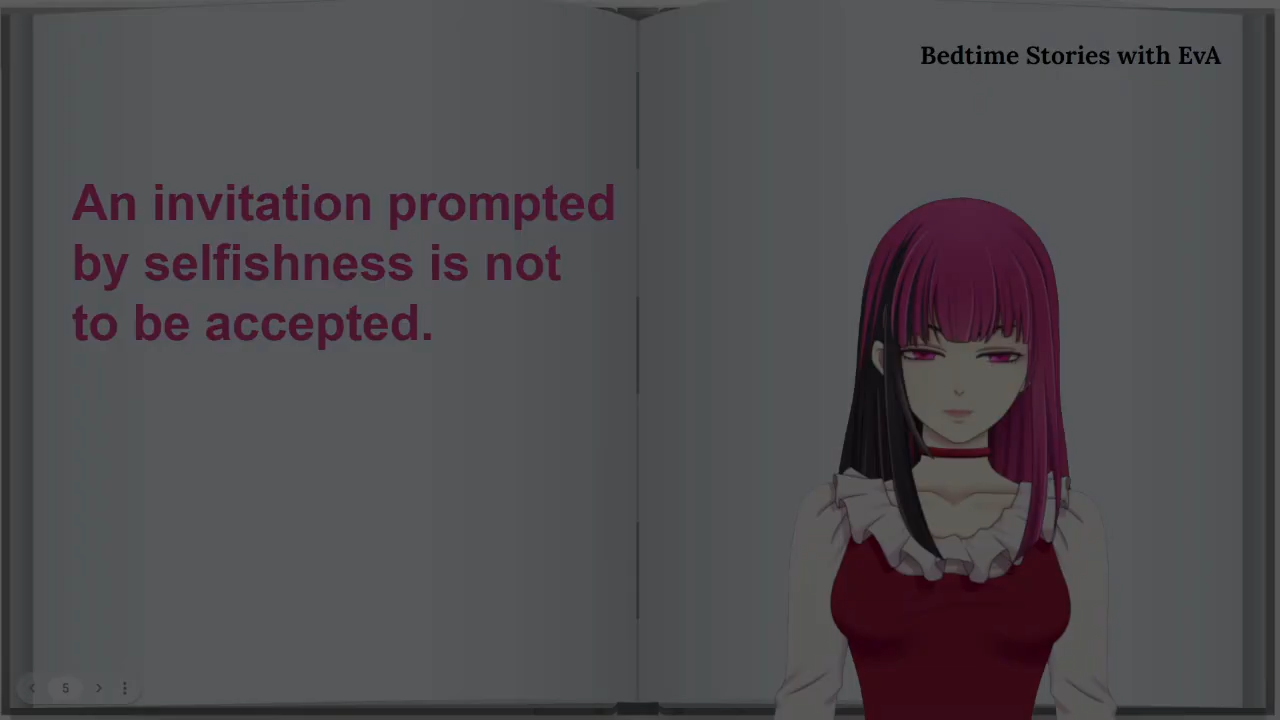 Bedtime Stories with EvA
An invitation prompted
by selfishness is not
to be accepted.
5